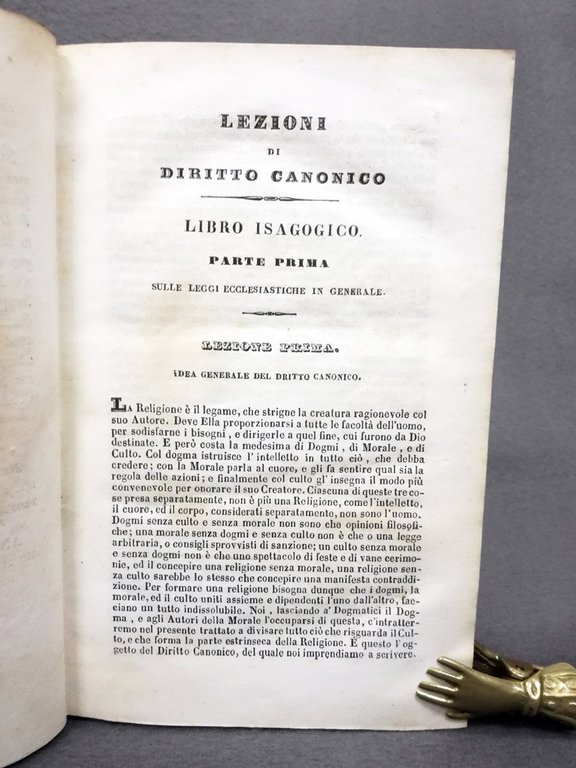 LEZIONI
DI
DIRITTO CANONICO
LIBRO ISAGOGICO.
PARTE PRIMA
SULLE LEGGI ECCLESIASTICHE IN GENERALE.
LEZIONE PRIMA.
IDEA GENERALE DEL DRITTO CANONICO.
LA Religione è il legame, che strigne la creatura ragionevole col
suo Autore. Deve Ella proporzionarsi a tutte le facoltà dell'uomo,
per sodisfarne i bisogni, e dirigerle a quel fine, cui furono da Dio
destinate. E però costa la medesima di Dogmi, di Morale, e di
Culto. Col dogma istruisce l'intelletto in tutto ciò, che debba
credere; con la Morale parla al cuore, e gli fa sentire qual sia la
regola delle azioni; e finalmente col culto gl'insegna il modo più
convenevole per onorare il suo Creatore. Ciascuna di queste tre co-
se presa separatamente, non è più una Religione, come l'intelletto,
il cuore, ed il corpo, considerati separatamente, non sono l'uomo.
Dogmi senza culto e senza morale non sono che opinioni filosofi-
che; una morale senza dogmi e senza culto non è che o una legge
arbitraria, o consigli sprovvisti di sanzione; un culto senza morale
e senza dogmi non è che uno spettacolo di feste e di vane cerimo-
nie, ed il concepire una religione senza morale, una religione sen-
za culto sarebbe lo stesso che concepire una manifesta contraddi-
zione. Per formare una religione bisogna dunque che i dogmi, la
morale, ed il culto uniti assieme e dipendenti l'uno dall'altro, fac-
ciano un tutto indissolubile. Noi, lasciando a' Dogmatici il Dog-
ma, e agli Autori della Morale l'occuparsi di questa, c'intratter-
remo nel presente trattato a divisare tutto ciò che risguarda il Cul-
to, e che forma la parte estrinseca della Religione. È questo l'og-
getto del Diritto Canonico, del quale noi imprendiamo a scrivere.